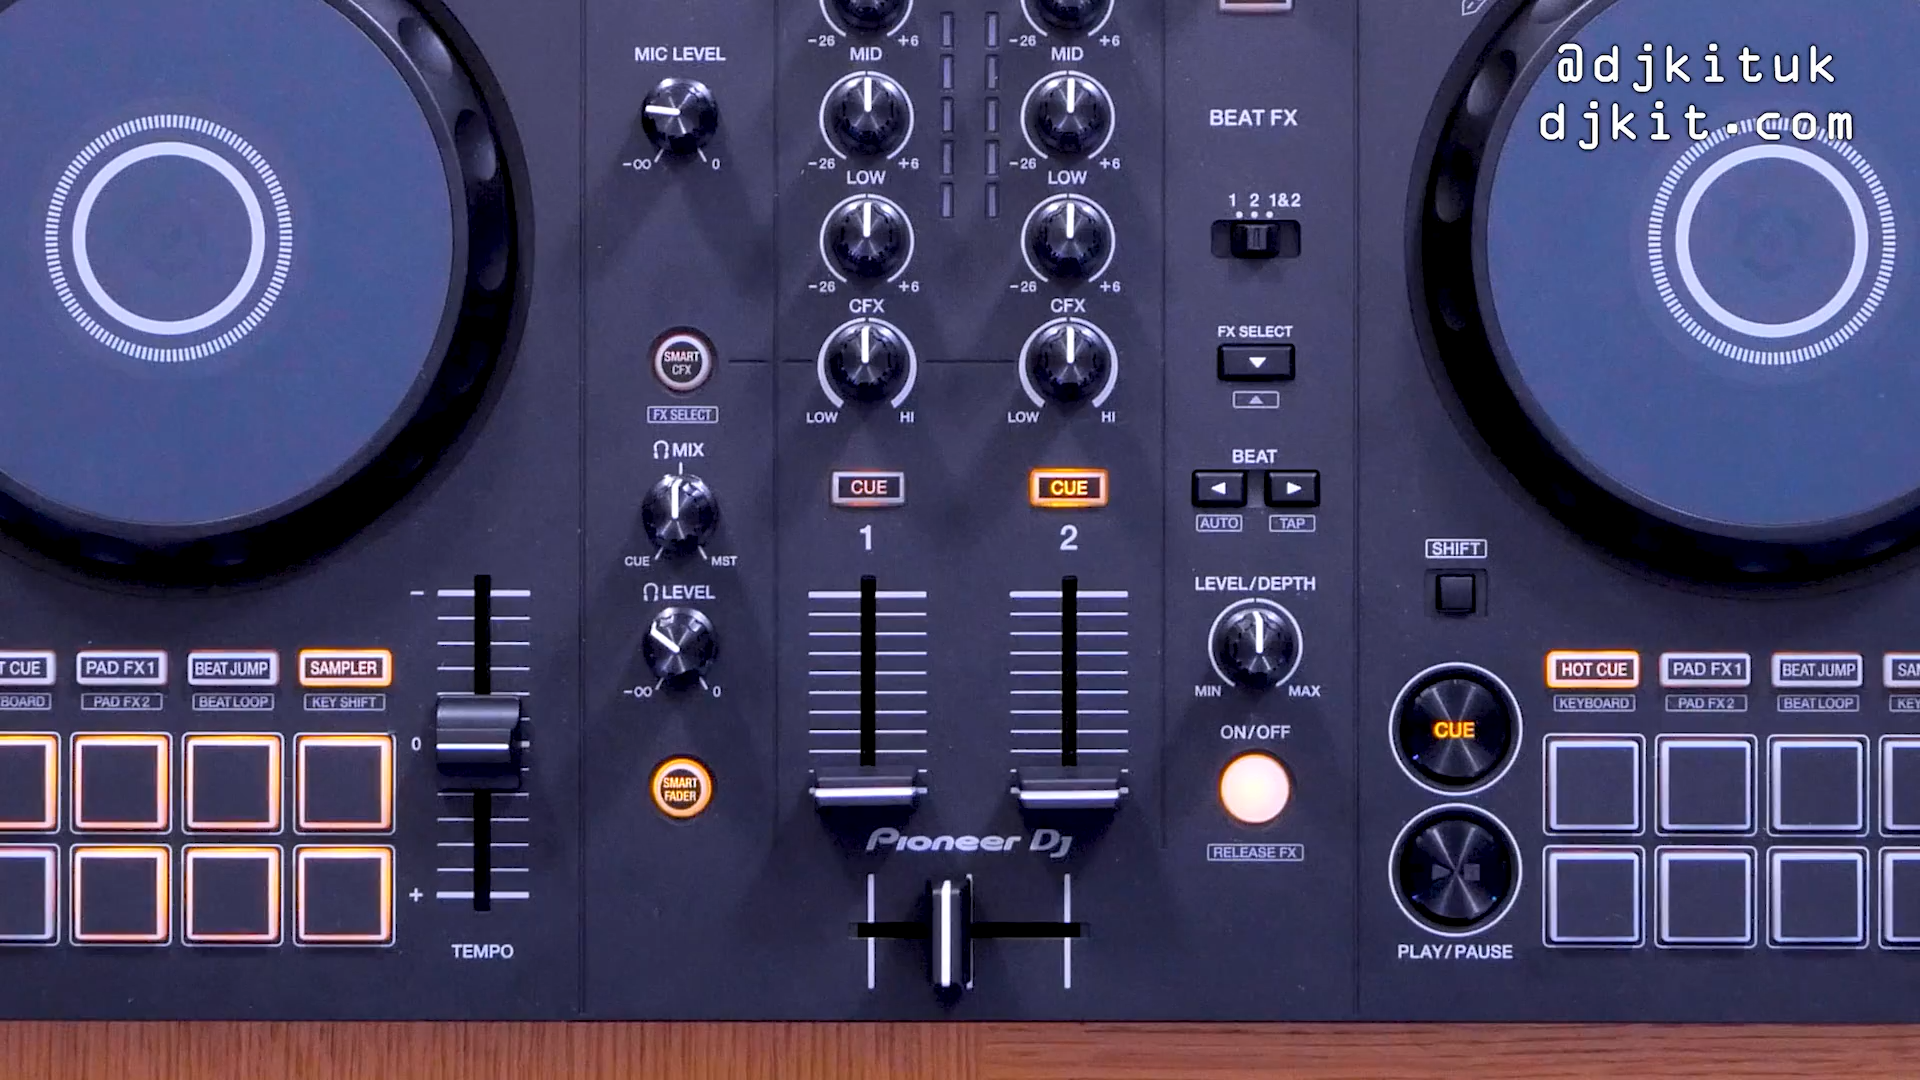 @djkituk
djkit.com
MIC LEVEL
-∞ 0
-26 +6
MID
-26 +6
LOW
-26 +6
CFX
LOW HI
-26 +6
MID
-26 +6
LOW
-26 +6
CFX
LOW HI
SMART
CFX
FX SELECT
MIX
CUE MST
LEVEL
-∞ 0
SMART
FADER
CUE
1
CUE
2
Pioneer Dj
BEAT FX
1 2 1&2
FX SELECT
BEAT
AUTO TAP
LEVEL/DEPTH
MIN MAX
ON/OFF
RELEASE FX
T CUE PAD FX1 BEAT JUMP SAMPLER
BOARD PAD FX2 BEAT LOOP KEY SHIFT
-
0
+
TEMPO
SHIFT
CUE
PLAY/PAUSE
HOT CUE PAD FX1 BEAT JUMP SA
KEYBOARD PAD FX2 BEAT LOOP KEY